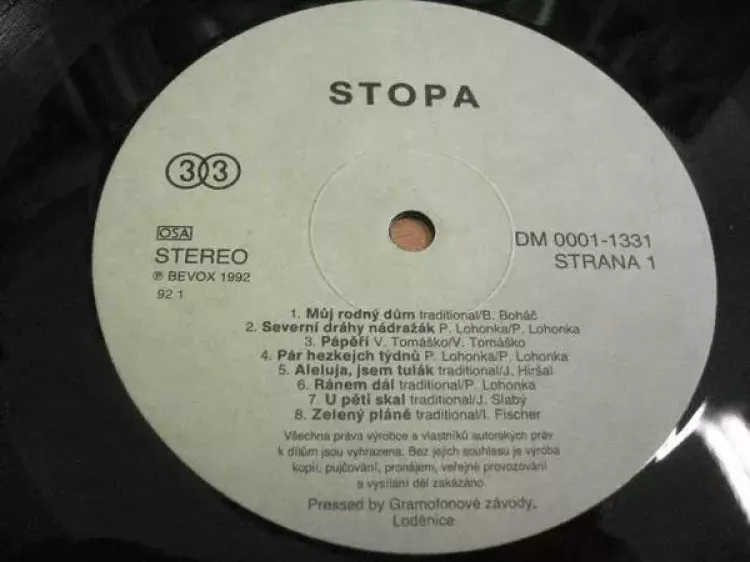 STOPA
33
OSA
STEREO
℗ BEVOX 1992
92 1
DM 0001-1331
STRANA 1
1. Můj rodný dům traditional/B. Boháč
2. Severní dráhy nádražák P. Lohonka/P. Lohonka
3. Pápěří V. Tomáško/V. Tomáško
4. Pár hezkejch týdnů P. Lohonka/P. Lohonka
5. Aleluja, jsem tulák traditional/J. Hiršal
6. Ránem dál traditional/P. Lohonka
7. U pěti skal traditional/J. Slabý
8. Zelený pláně traditional/I. Fischer
Všechna práva výrobce a vlastníků autorských práv
k dílům jsou vyhrazena. Bez jejich souhlasu je výroba
kopií, pujčování, pronájem, veřejné provozování
a vysílání děl zakázáno.
Pressed by Gramofonové závody,
Loděnice